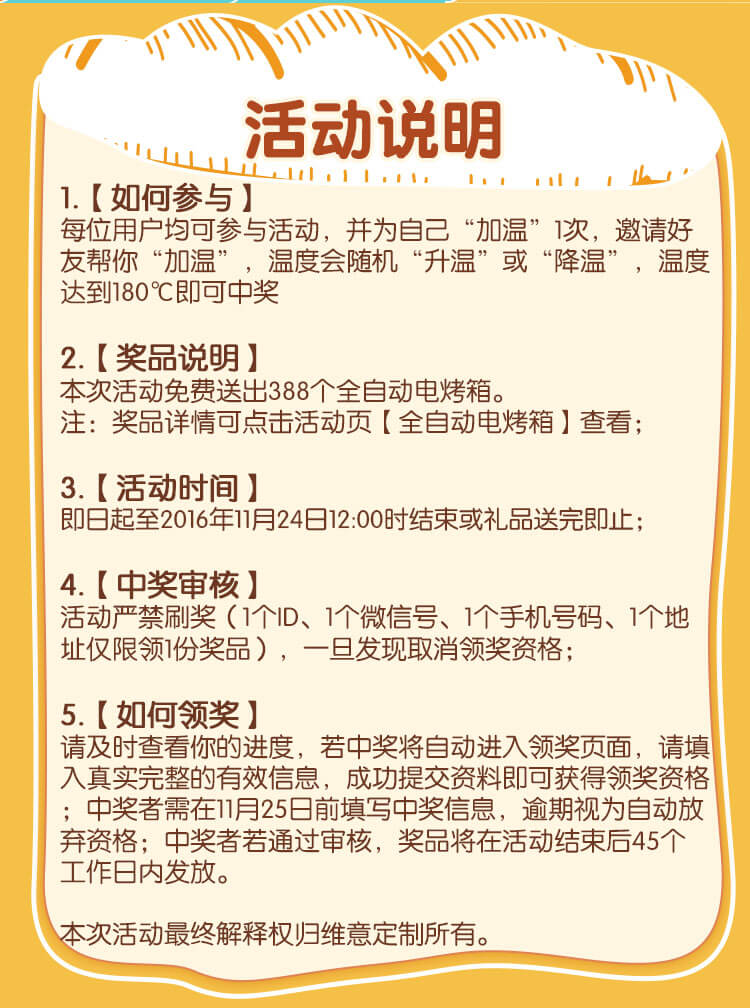 活动说明
1.【如何参与】
每位用户均可参与活动，并为自己“加温”1次，邀请好
友帮你“加温”，温度会随机“升温”或“降温”，温度
达到180℃即可中奖
2.【奖品说明】
本次活动免费送出388个全自动电烤箱。
注：奖品详情可点击活动页【全自动电烤箱】查看；
3.【活动时间】
即日起至2016年11月24日12:00时结束或礼品送完即止；
4.【中奖审核】
活动严禁刷奖（1个ID、1个微信号、1个手机号码、1个地
址仅限领1份奖品），一旦发现取消领奖资格；
5.【如何领奖】
请及时查看你的进度，若中奖将自动进入领奖页面，请填
入真实完整的有效信息，成功提交资料即可获得领奖资格
；中奖者需在11月25日前填写中奖信息，逾期视为自动放
弃资格；中奖者若通过审核，奖品将在活动结束后45个
工作日内发放。
本次活动最终解释权归维意定制所有。